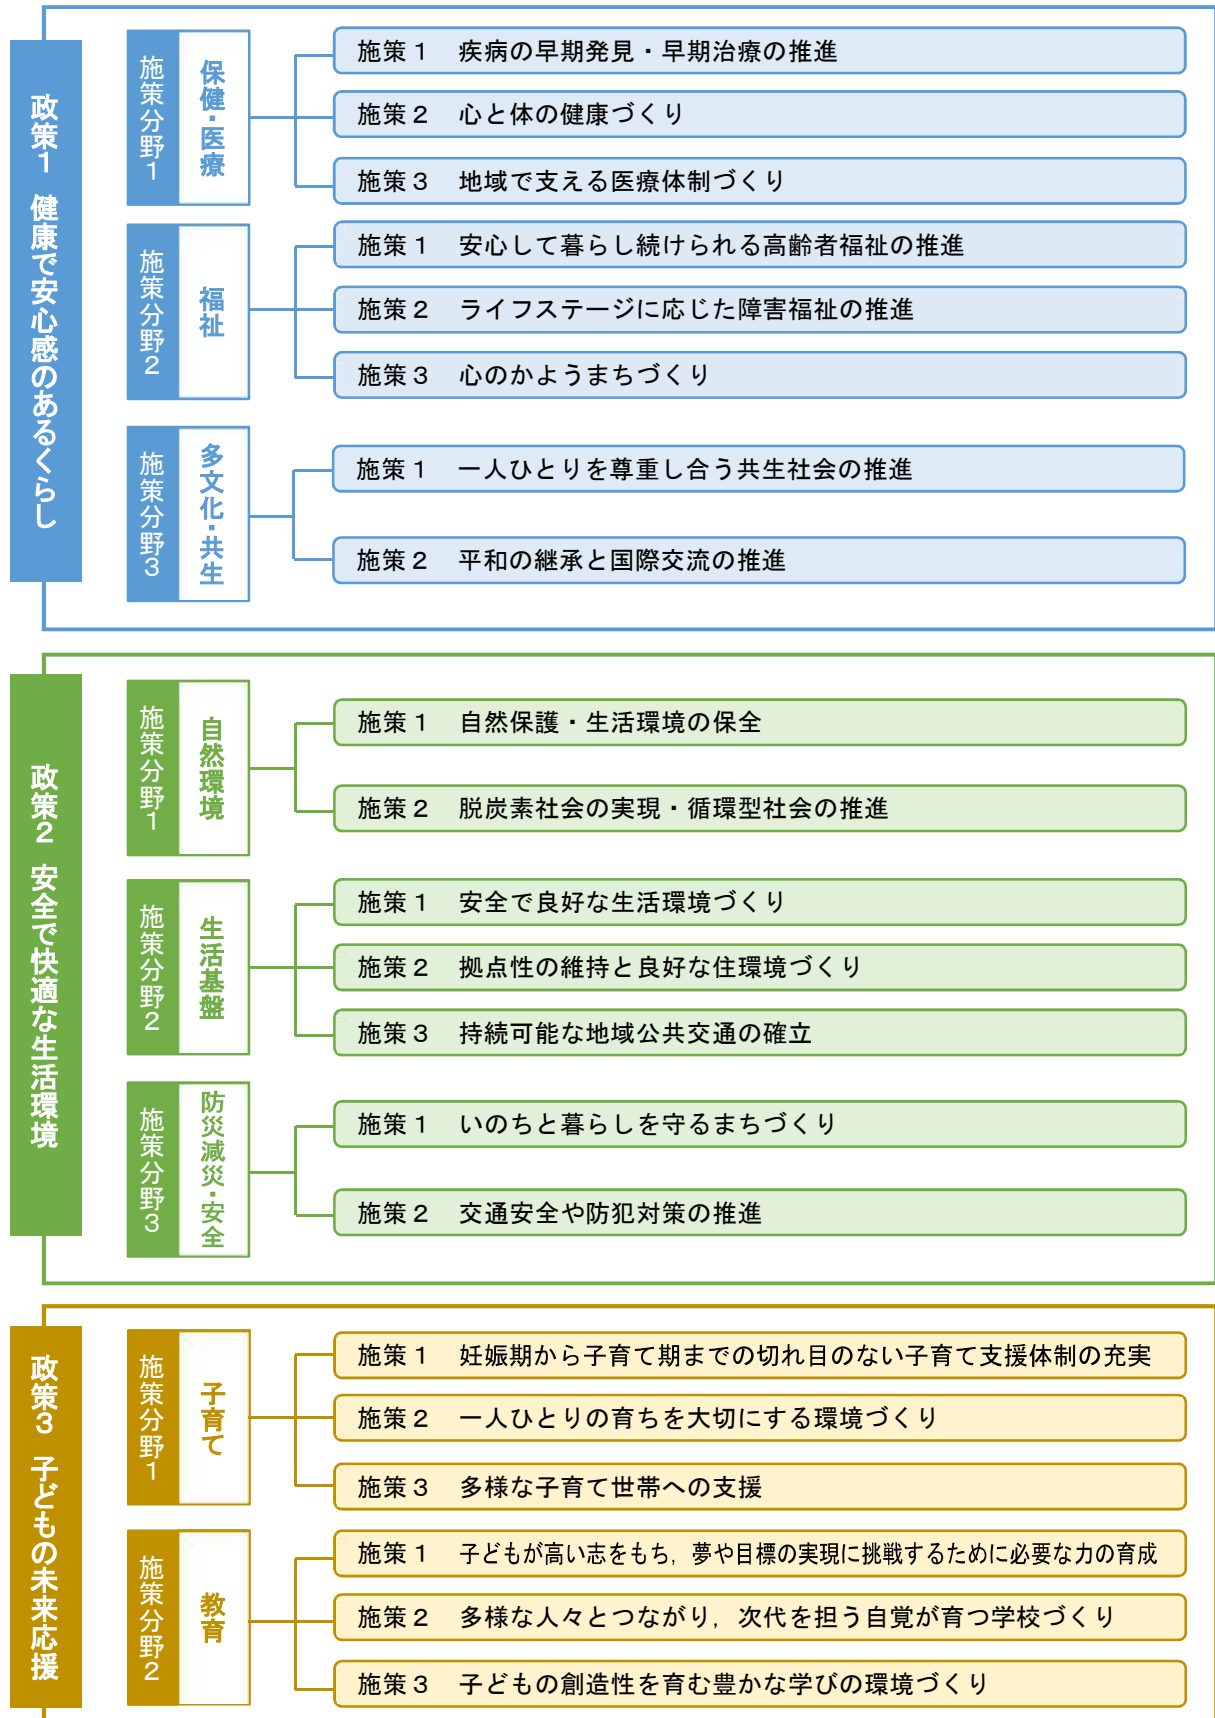 政策1 健康で安心感のあるくらし
施策分野1
保健・医療
施策1 疾病の早期発見・早期治療の推進
施策2 心と体の健康づくり
施策3 地域で支える医療体制づくり
施策分野2
福祉
施策1 安心して暮らし続けられる高齢者福祉の推進
施策2 ライフステージに応じた障害福祉の推進
施策3 心のかようまちづくり
施策分野3
多文化・共生
施策1 一人ひとりを尊重し合う共生社会の推進
施策2 平和の継承と国際交流の推進
政策2 安全で快適な生活環境
施策分野1
自然環境
施策1 自然保護・生活環境の保全
施策2 脱炭素社会の実現・循環型社会の推進
施策分野2
生活基盤
施策1 安全で良好な生活環境づくり
施策2 拠点性の維持と良好な住環境づくり
施策3 持続可能な地域公共交通の確立
施策分野3
防災減災・安全
施策1 いのちと暮らしを守るまちづくり
施策2 交通安全や防犯対策の推進
政策3 子どもの未来応援
施策分野1
子育て
施策1 妊娠期から子育て期までの切れ目のない子育て支援体制の充実
施策2 一人ひとりの育ちを大切にする環境づくり
施策3 多様な子育て世帯への支援
施策分野2
教育
施策1 子どもが高い志をもち,夢や目標の実現に挑戦するために必要な力の育成
施策2 多様な人々とつながり,次代を担う自覚が育つ学校づくり
施策3 子どもの創造性を育む豊かな学びの環境づくり